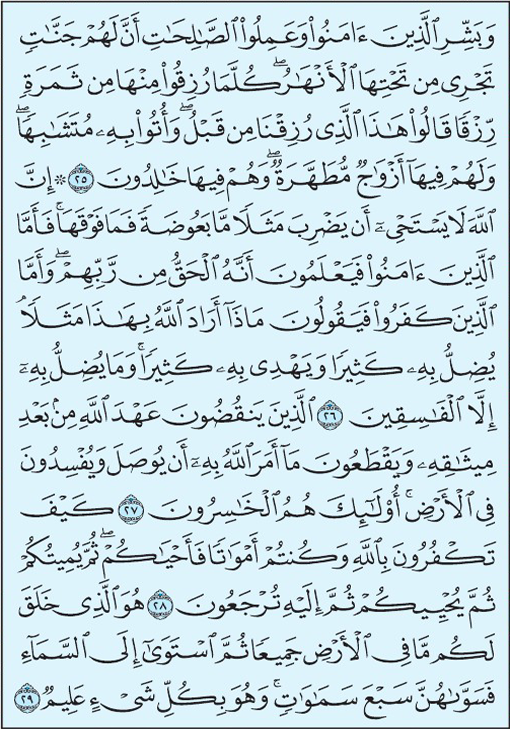 وَبَشِّرِ ٱلَّذِينَ ءَامَنُوا۟ وَعَمِلُوا۟ ٱلصَّـٰلِحَـٰتِ أَنَّ لَهُمْ جَنَّـٰتٍ
تَجْرِى مِن تَحْتِهَا ٱلْأَنْهَـٰرُ ۖ كُلَّمَا رُزِقُوا۟ مِنْهَا مِن ثَمَرَةٍ
رِّزْقًا قَالُوا۟ هَـٰذَا ٱلَّذِى رُزِقْنَا مِن قَبْلُ ۖ وَأُتُوا۟ بِهِۦ مُتَشَـٰبِهًا ۖ
وَلَهُمْ فِيهَآ أَزْوَٰجٌ مُّطَهَّرَةٌ ۖ وَهُمْ فِيهَا خَـٰلِدُونَ ٢٥ ۞ إِنَّ
ٱللَّهَ لَا يَسْتَحْىِۦٓ أَن يَضْرِبَ مَثَلًا مَّا بَعُوضَةً فَمَا فَوْقَهَا ۚ فَأَمَّا
ٱلَّذِينَ ءَامَنُوا۟ فَيَعْلَمُونَ أَنَّهُ ٱلْحَقُّ مِن رَّبِّهِمْ ۖ وَأَمَّا
ٱلَّذِينَ كَفَرُوا۟ فَيَقُولُونَ مَاذَآ أَرَادَ ٱللَّهُ بِهَـٰذَا مَثَلًا ۘ
يُضِلُّ بِهِۦ كَثِيرًا وَيَهْدِى بِهِۦ كَثِيرًا ۚ وَمَا يُضِلُّ بِهِۦٓ
إِلَّا ٱلْفَـٰسِقِينَ ٢٦ ٱلَّذِينَ يَنقُضُونَ عَهْدَ ٱللَّهِ مِنۢ بَعْدِ
مِيثَـٰقِهِۦ وَيَقْطَعُونَ مَآ أَمَرَ ٱللَّهُ بِهِۦٓ أَن يُوصَلَ وَيُفْسِدُونَ
فِى ٱلْأَرْضِ ۚ أُو۟لَـٰٓئِكَ هُمُ ٱلْخَـٰسِرُونَ ٢٧ كَيْفَ
تَكْفُرُونَ بِٱللَّهِ وَكُنتُمْ أَمْوَٰتًا فَأَحْيَـٰكُمْ ۖ ثُمَّ يُمِيتُكُمْ
ثُمَّ يُحْيِيكُمْ ثُمَّ إِلَيْهِ تُرْجَعُونَ ٢٨ هُوَ ٱلَّذِى خَلَقَ
لَكُم مَّا فِى ٱلْأَرْضِ جَمِيعًا ثُمَّ ٱسْتَوَىٰٓ إِلَى ٱلسَّمَآءِ
فَسَوَّىٰهُنَّ سَبْعَ سَمَـٰوَٰتٍ ۚ وَهُوَ بِكُلِّ شَىْءٍ عَلِيمٌ ٢٩